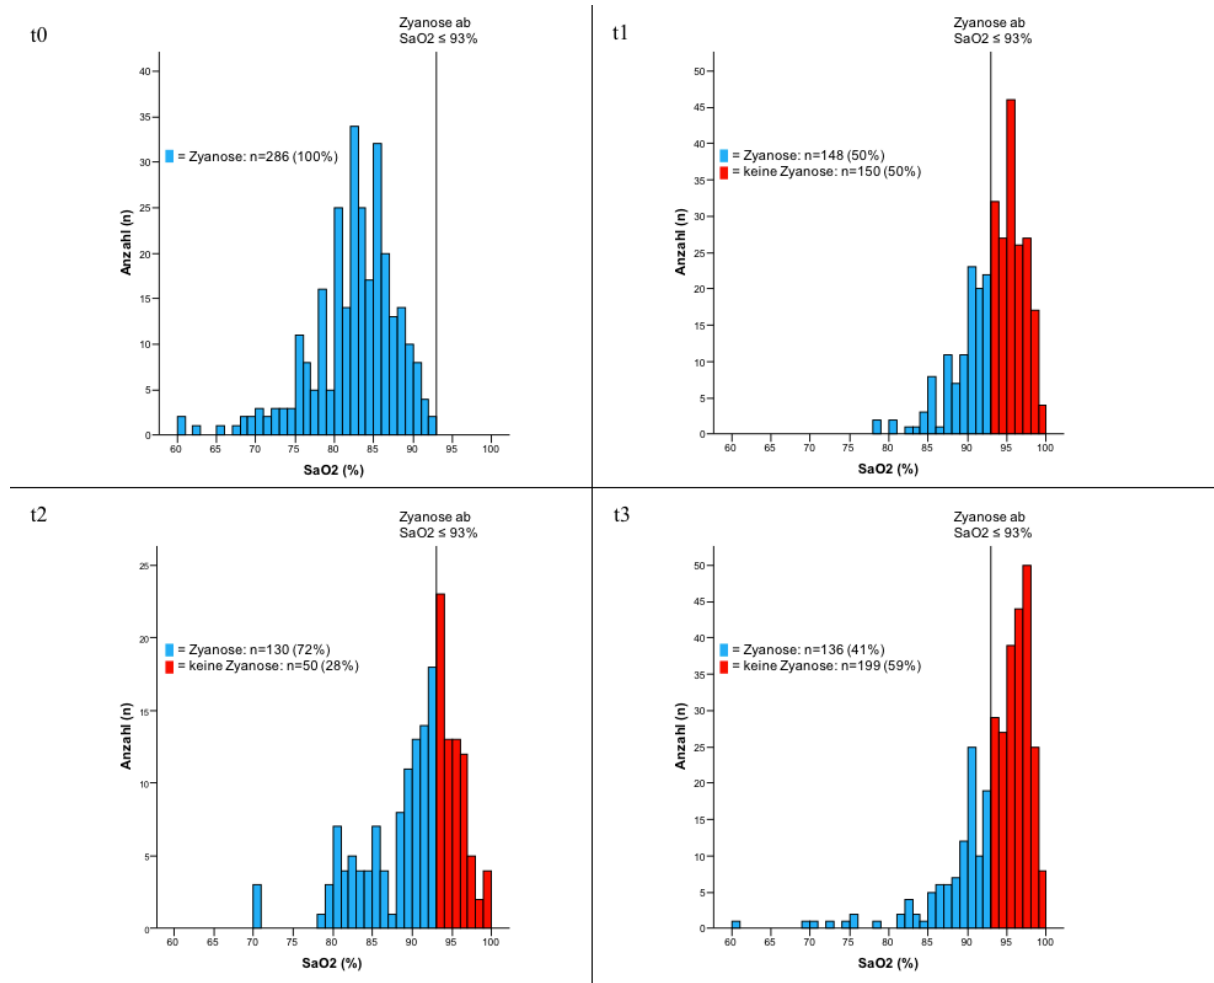 t0
Zyanose ab
SaO2 ≤ 93%
= Zyanose: n=286 (100%)
Anzahl (n)
40
35
30
25
20
15
10
5
0
60 65 70 75 80 85 90 95 100
SaO2 (%)
t1
Zyanose ab
SaO2 ≤ 93%
= Zyanose: n=148 (50%)
= keine Zyanose: n=150 (50%)
Anzahl (n)
50
45
40
35
30
25
20
15
10
5
0
60 65 70 75 80 85 90 95 100
SaO2 (%)
t2
Zyanose ab
SaO2 ≤ 93%
= Zyanose: n=130 (72%)
= keine Zyanose: n=50 (28%)
Anzahl (n)
25
20
15
10
5
0
60 65 70 75 80 85 90 95 100
SaO2 (%)
t3
Zyanose ab
SaO2 ≤ 93%
= Zyanose: n=136 (41%)
= keine Zyanose: n=199 (59%)
Anzahl (n)
50
45
40
35
30
25
20
15
10
5
0
60 65 70 75 80 85 90 95 100
SaO2 (%)